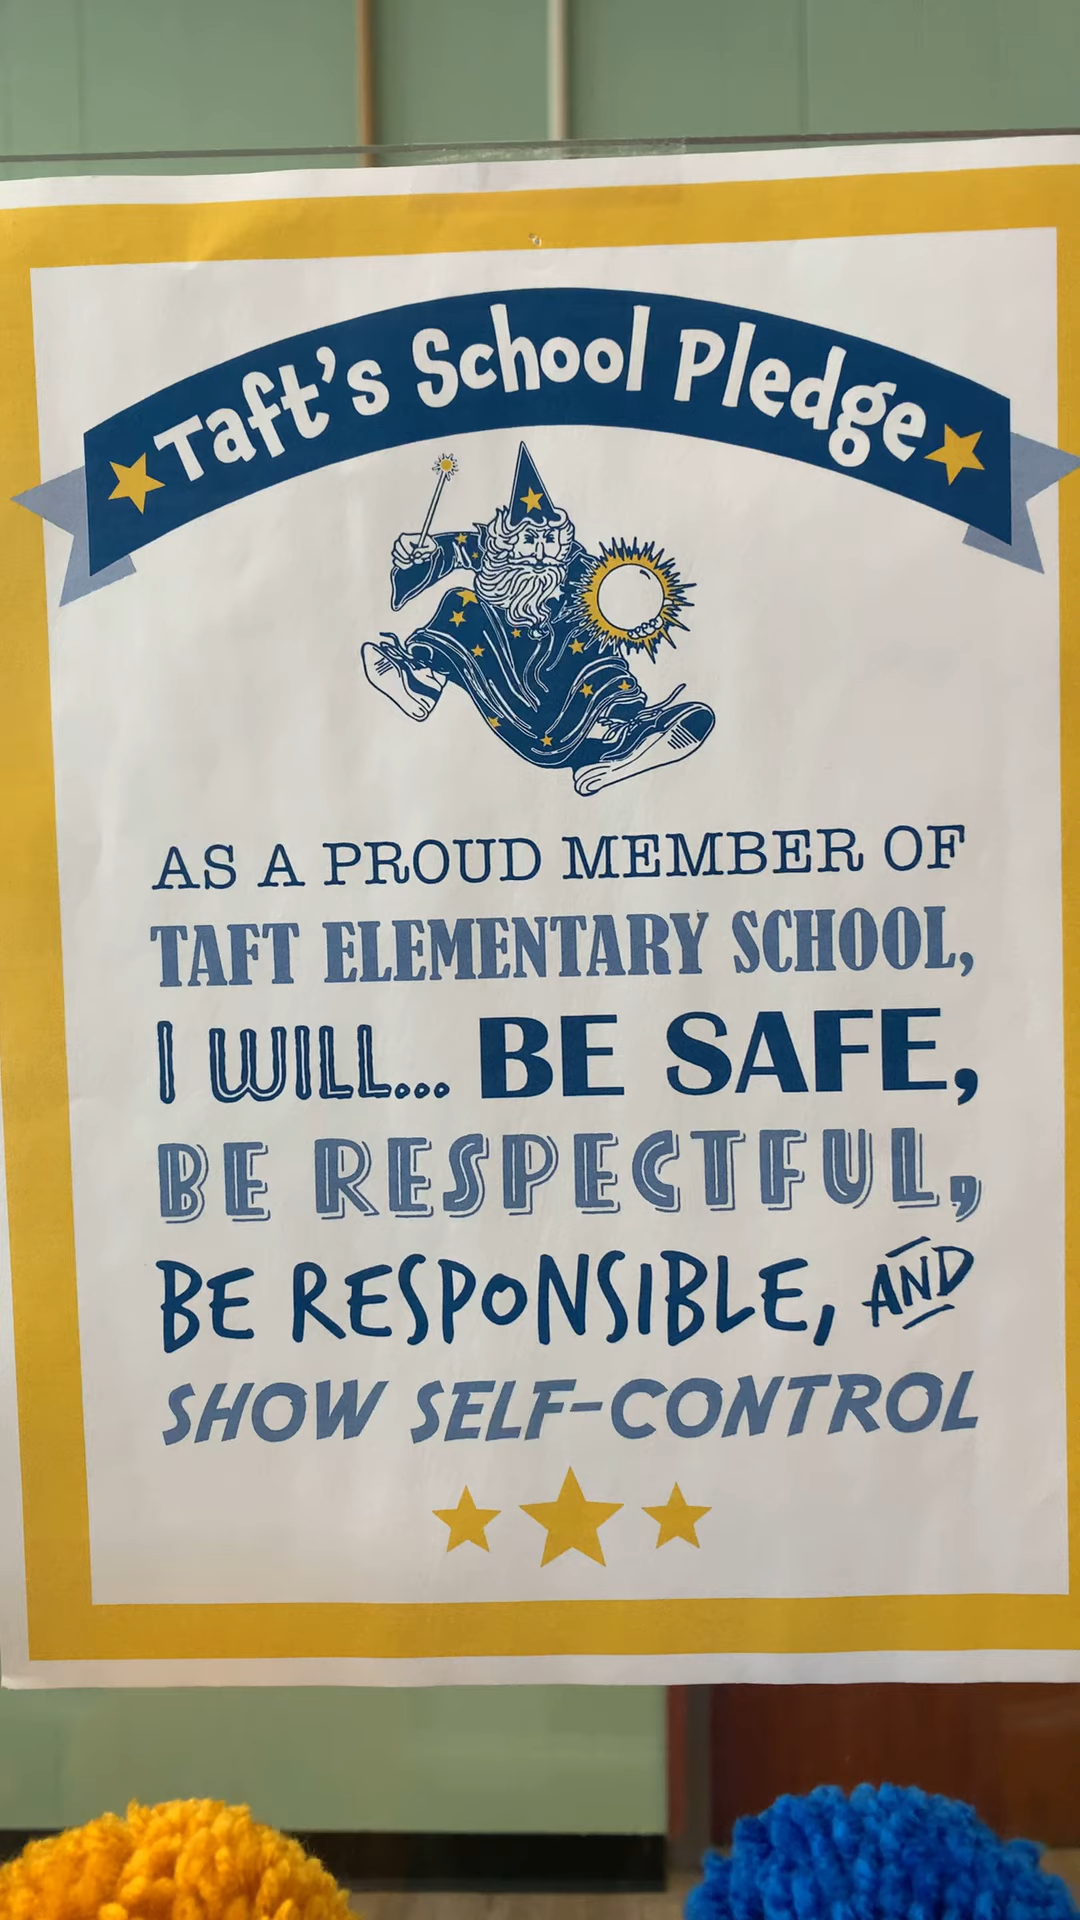 Taft's School Pledge
AS A PROUD MEMBER OF
TAFT ELEMENTARY SCHOOL,
I WILL... BE SAFE,
BE RESPECTFUL,
BE RESPONSIBLE, AND
SHOW SELF-CONTROL